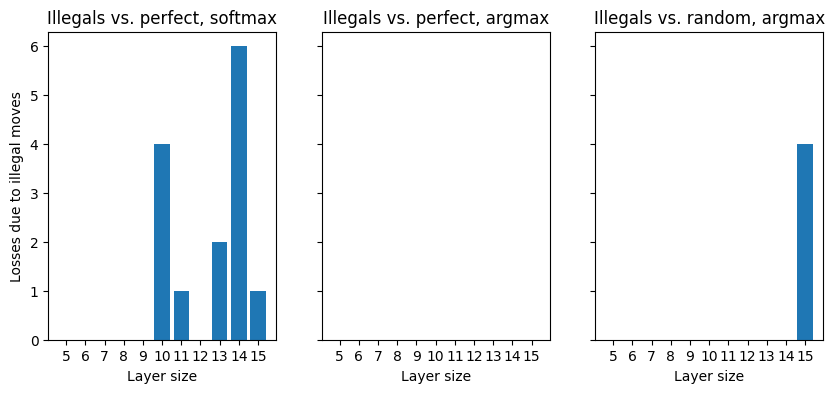 Illegals vs. perfect, softmax
Illegals vs. perfect, argmax
Illegals vs. random, argmax
Losses due to illegal moves
6
5
4
3
2
1
0
5 6 7 8 9 10 11 12 13 14 15
Layer size
5 6 7 8 9 10 11 12 13 14 15
Layer size
5 6 7 8 9 10 11 12 13 14 15
Layer size